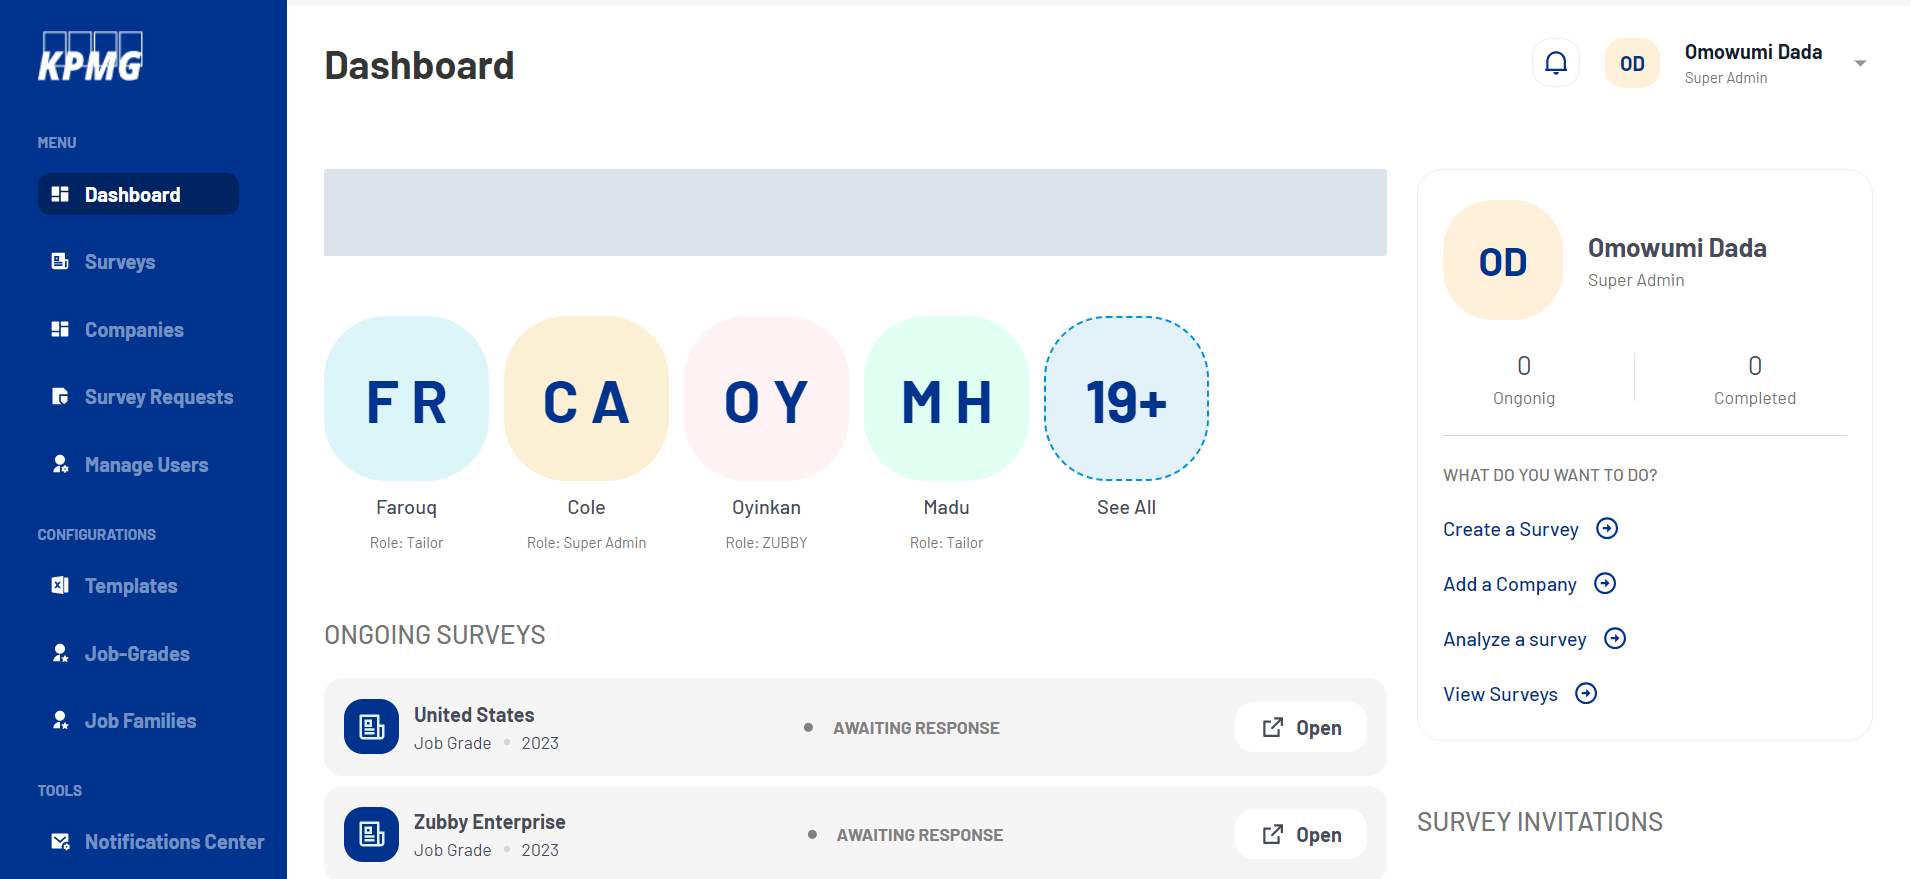 KPMG
MENU
Dashboard
Surveys
Companies
Survey Requests
Manage Users
CONFIGURATIONS
Templates
Job-Grades
Job Families
TOOLS
Notifications Center
Dashboard
OD
Omowumi Dada
Super Admin
F R
C A
O Y
M H
19+
Farouq
Cole
Oyinkan
Madu
See All
Role: Tailor
Role: Super Admin
Role: ZUBBY
Role: Tailor
ONGOING SURVEYS
United States
Job Grade • 2023
AWAITING RESPONSE
Open
Zubby Enterprise
Job Grade • 2023
AWAITING RESPONSE
Open
OD
Omowumi Dada
Super Admin
0
Ongonig
0
Completed
WHAT DO YOU WANT TO DO?
Create a Survey
Add a Company
Analyze a survey
View Surveys
SURVEY INVITATIONS